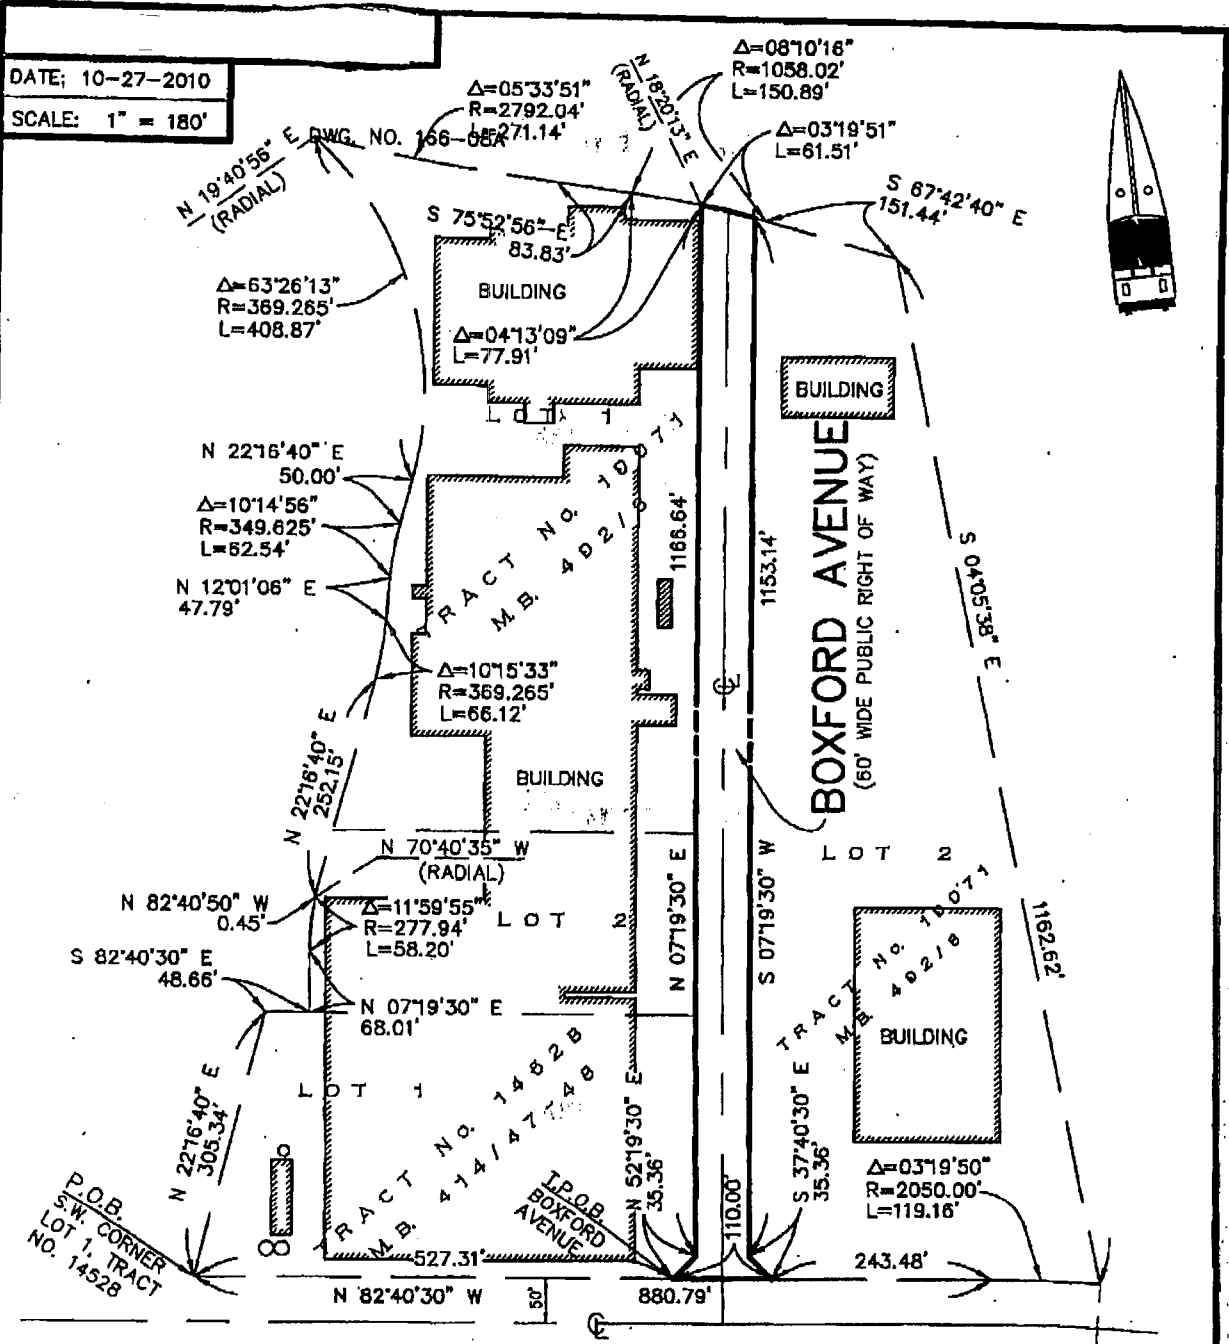 DATE; 10-27-2010
SCALE: 1" = 180'
DWG. NO. 166-08A
Δ=05°33'51"
R=2792.04'
L=271.14'
N 18°20'13" E
(RADIAL)
Δ=08°10'16"
R=1058.02'
L=150.89'
Δ=03°19'51"
L=61.51'
N 19°40'56" E
(RADIAL)
S 75°52'56" E
83.83'
S 67°42'40" E
151.44'
Δ=63°26'13"
R=369.265'
L=408.87'
BUILDING
Δ=04°13'09"
L=77.91'
BUILDING
LOT 1
N 22°16'40" E
50.00'
Δ=10°14'56"
R=349.625'
L=62.54'
N 12°01'06" E
47.79'
TRACT No. 10071
M.B. 402/8
1166.64'
1153.14'
BOXFORD AVENUE
(60' WIDE PUBLIC RIGHT OF WAY)
S 04°05'38" E
1162.62'
Δ=10°15'33"
R=369.265'
L=66.12'
N 22°16'40" E
252.15'
BUILDING
N 70°40'35" W
(RADIAL)
N 82°40'50" W
0.45'
Δ=11°59'55"
R=277.94'
L=58.20'
LOT 2
N 07°19'30" E
S 07°19'30" W
LOT 2
TRACT No. 10071
M.B. 402/8
BUILDING
S 82°40'30" E
48.66'
N 07°19'30" E
68.01'
LOT 1
TRACT No. 14628
M.B. 414/47-48
N 22°16'40" E
305.34'
P.O.B.
S.W. CORNER
LOT 1, TRACT
NO. 14528
T.P.O.B.
BOXFORD
AVENUE
N 52°19'30" E
35.36'
110.00'
S 37°40'30" E
35.36'
Δ=03°19'50"
R=2050.00'
L=119.16'
527.31'
243.48'
N 82°40'30" W
50'
880.79'